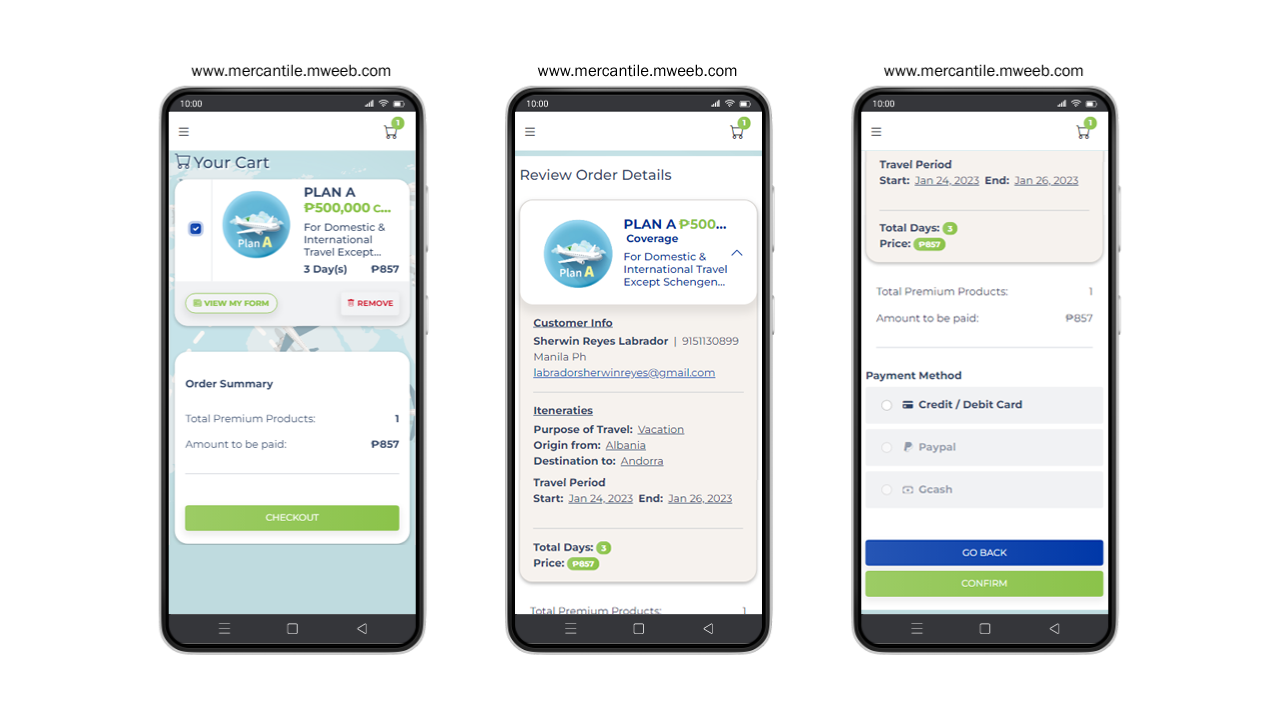 www.mercantile.mweeb.com
10:00
1
Your Cart
PLAN A
₱500,000 C...
For Domestic &
International
Travel Except...
3 Day(s) ₱857
Plan A
VIEW MY FORM REMOVE
Order Summary
Total Premium Products: 1
Amount to be paid: ₱857
CHECKOUT
www.mercantile.mweeb.com
10:00
1
Review Order Details
PLAN A ₱500...
Coverage
For Domestic &
International Travel
Except Schengen...
Plan A
Customer Info
Sherwin Reyes Labrador | 9151130899
Manila Ph
labradorsherwinreyes@gmail.com
Iteneraties
Purpose of Travel: Vacation
Origin from: Albania
Destination to: Andorra
Travel Period
Start: Jan 24, 2023 End: Jan 26, 2023
Total Days: 3
Price: ₱857
Total Premium Products: 1
www.mercantile.mweeb.com
10:00
1
Travel Period
Start: Jan 24, 2023 End: Jan 26, 2023
Total Days: 3
Price: ₱857
Total Premium Products: 1
Amount to be paid: ₱857
Payment Method
Credit / Debit Card
Paypal
Gcash
GO BACK
CONFIRM